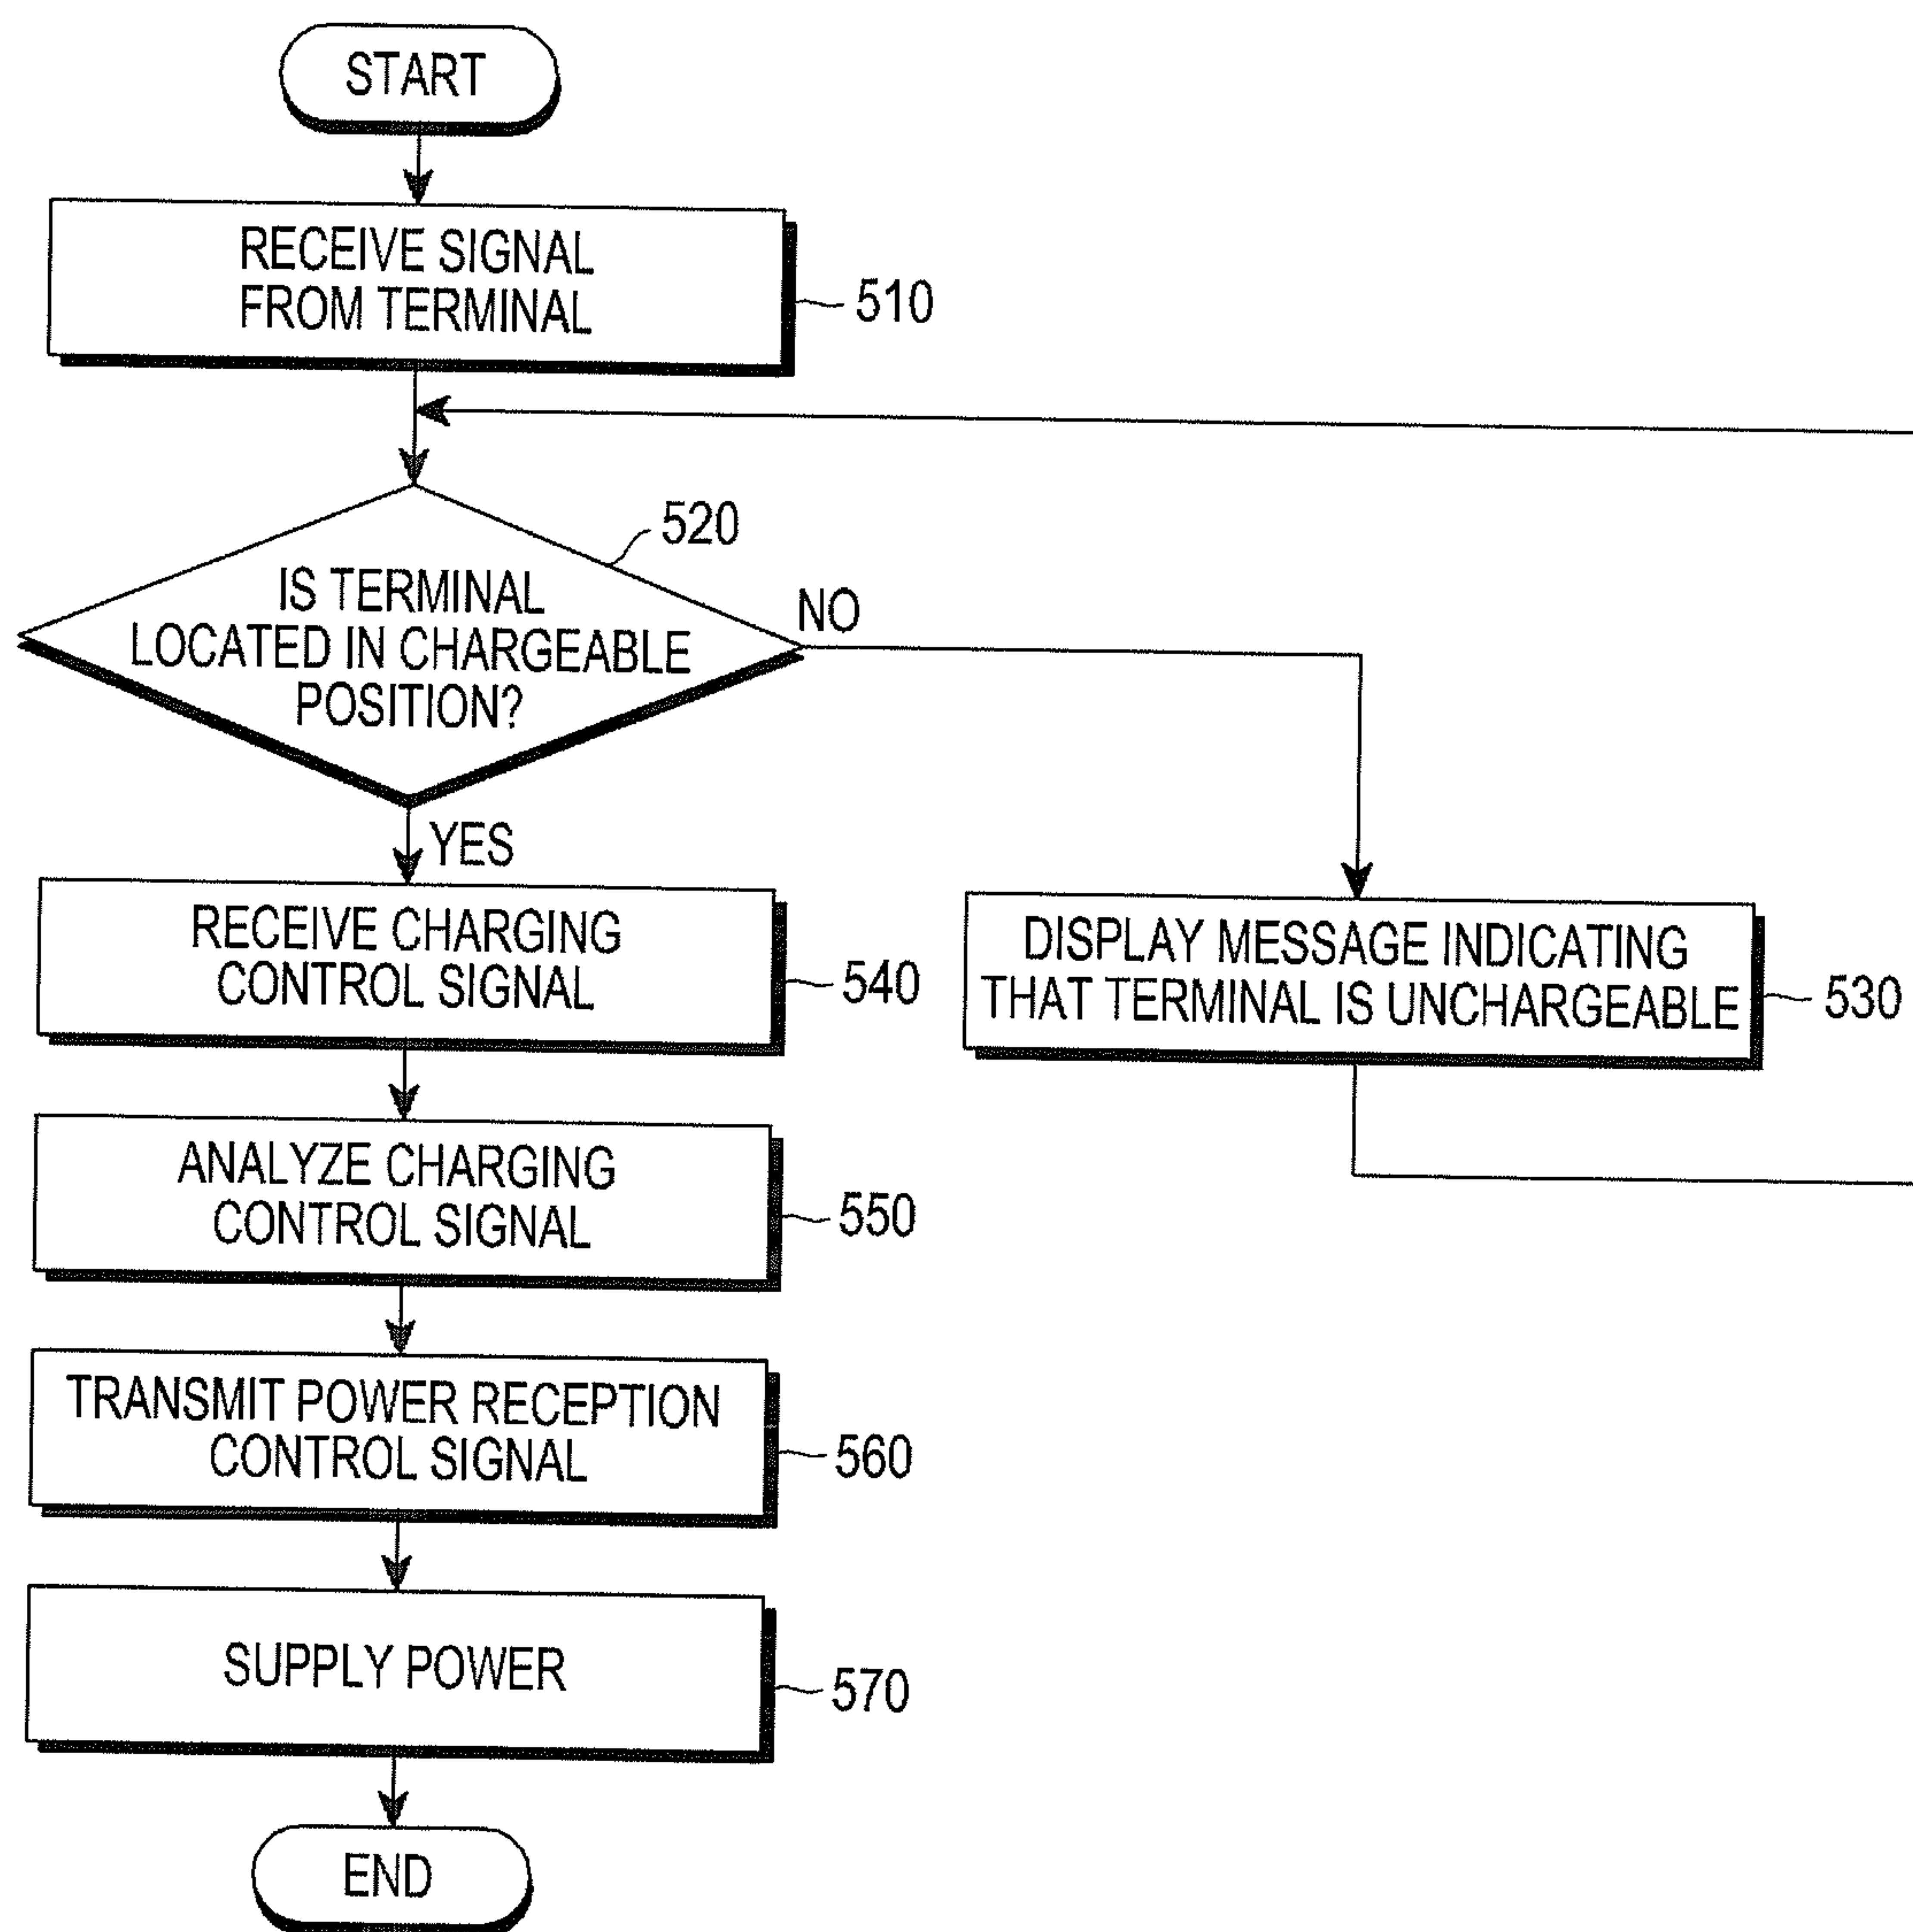 START
RECEIVE SIGNAL
FROM TERMINAL
510
520
IS TERMINAL
LOCATED IN CHARGEABLE
POSITION?
NO
YES
RECEIVE CHARGING
CONTROL SIGNAL
540
DISPLAY MESSAGE INDICATING
THAT TERMINAL IS UNCHARGEABLE
530
ANALYZE CHARGING
CONTROL SIGNAL
550
TRANSMIT POWER RECEPTION
CONTROL SIGNAL
560
SUPPLY POWER
570
END